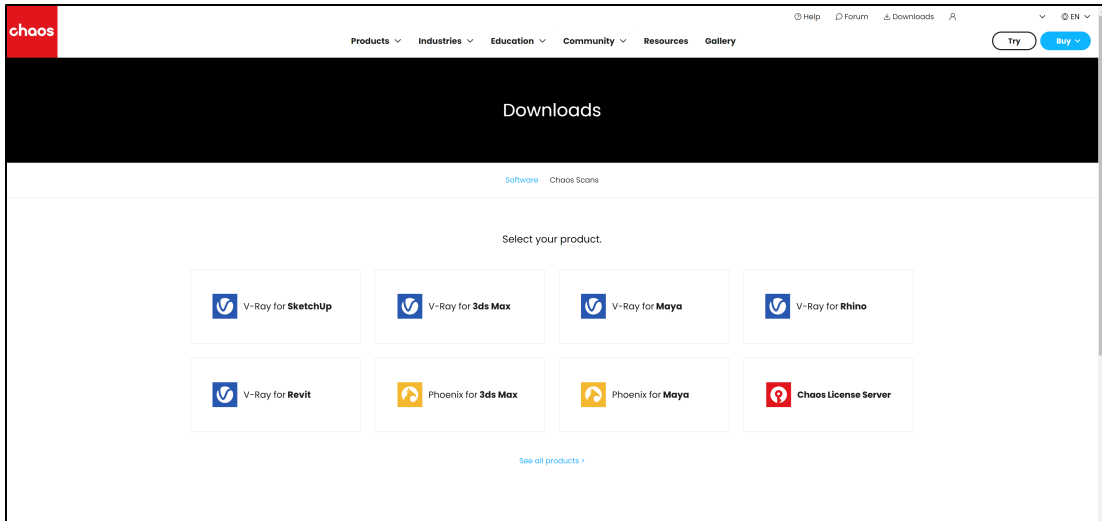 chaos
Help Forum Downloads EN
Products Industries Education Community Resources Gallery Try Buy
Downloads
Software Chaos Scans
Select your product.
V-Ray for SketchUp V-Ray for 3ds Max V-Ray for Maya V-Ray for Rhino
V-Ray for Revit Phoenix for 3ds Max Phoenix for Maya Chaos License Server
See all products >